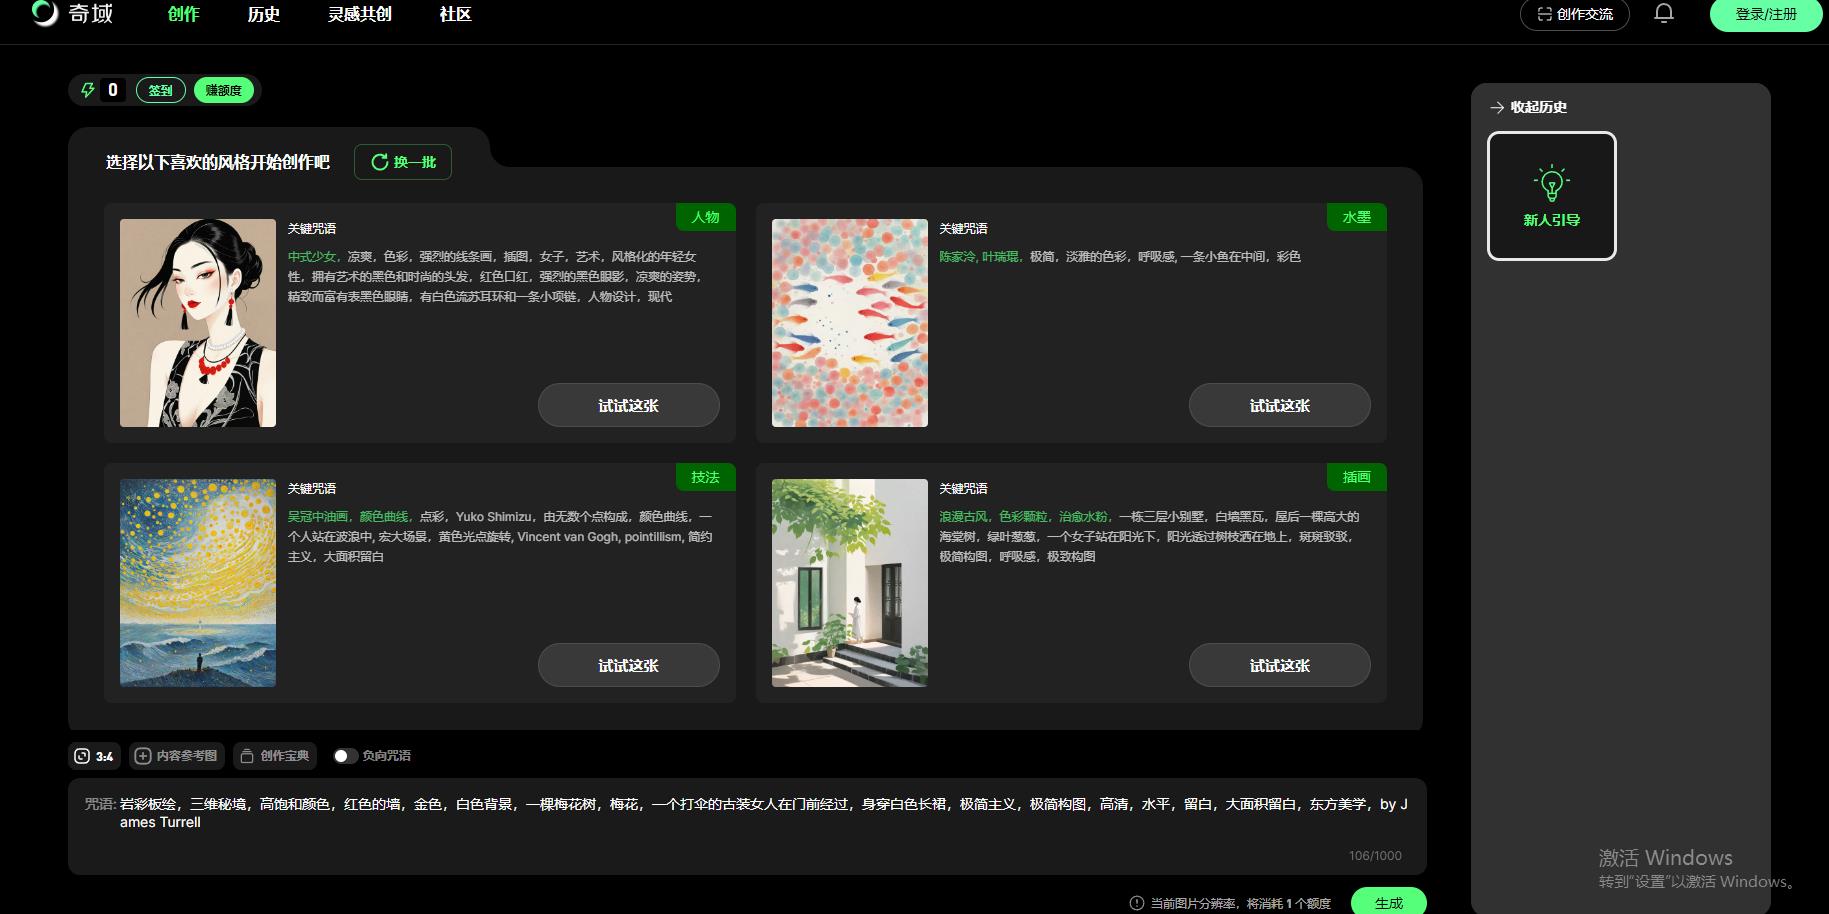 奇域
创作
历史
灵感共创
社区
创作交流
登录/注册
0
签到
赚额度
收起历史
新人引导
选择以下喜欢的风格开始创作吧
换一批
人物
关键咒语
中式少女，凉爽，色彩，强烈的线条画，插图，女子，艺术，风格化的年轻女
性，拥有艺术的黑色和时尚的头发，红色口红，强烈的黑色眼影，凉爽的姿势，
精致而富有表黑色眼睛，有白色流苏耳环和一条小项链，人物设计，现代
试试这张
水墨
关键咒语
陈家泠, 叶瑞琨，极简，淡雅的色彩，呼吸感, 一条小鱼在中间，彩色
试试这张
技法
关键咒语
吴冠中油画，颜色曲线，点彩，Yuko Shimizu，由无数个点构成，颜色曲线，一
个人站在波浪中, 宏大场景，黄色光点旋转, Vincent van Gogh, pointillism, 简约
主义，大面积留白
试试这张
插画
关键咒语
浪漫古风，色彩颗粒，治愈水粉，一栋三层小别墅，白墙黑瓦，屋后一棵高大的
海棠树，绿叶葱葱，一个女子站在阳光下，阳光透过树枝洒在地上，斑斑驳驳，
极简构图，呼吸感，极致构图
试试这张
3:4
内容参考图
创作宝典
负向咒语
咒语: 岩彩板绘，三维秘境，高饱和颜色，红色的墙，金色，白色背景，一棵梅花树，梅花，一个打伞的古装女人在门前经过，身穿白色长裙，极简主义，极简构图，高清，水平，留白，大面积留白，东方美学，by J
ames Turrell
106/1000
当前图片分辨率，将消耗 1 个额度
生成
激活 Windows
转到“设置”以激活 Windows。